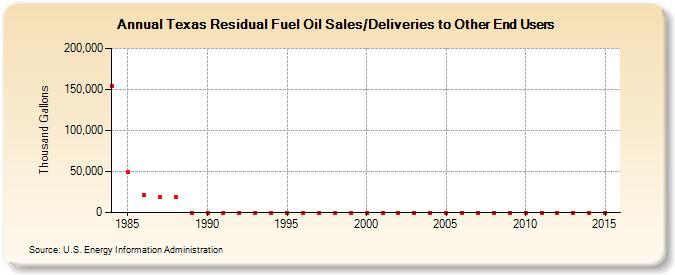 Annual Texas Residual Fuel Oil Sales/Deliveries to Other End Users
Thousand Gallons
200,000
150,000
100,000
50,000
0
1985 1990 1995 2000 2005 2010 2015
Source: U.S. Energy Information Administration